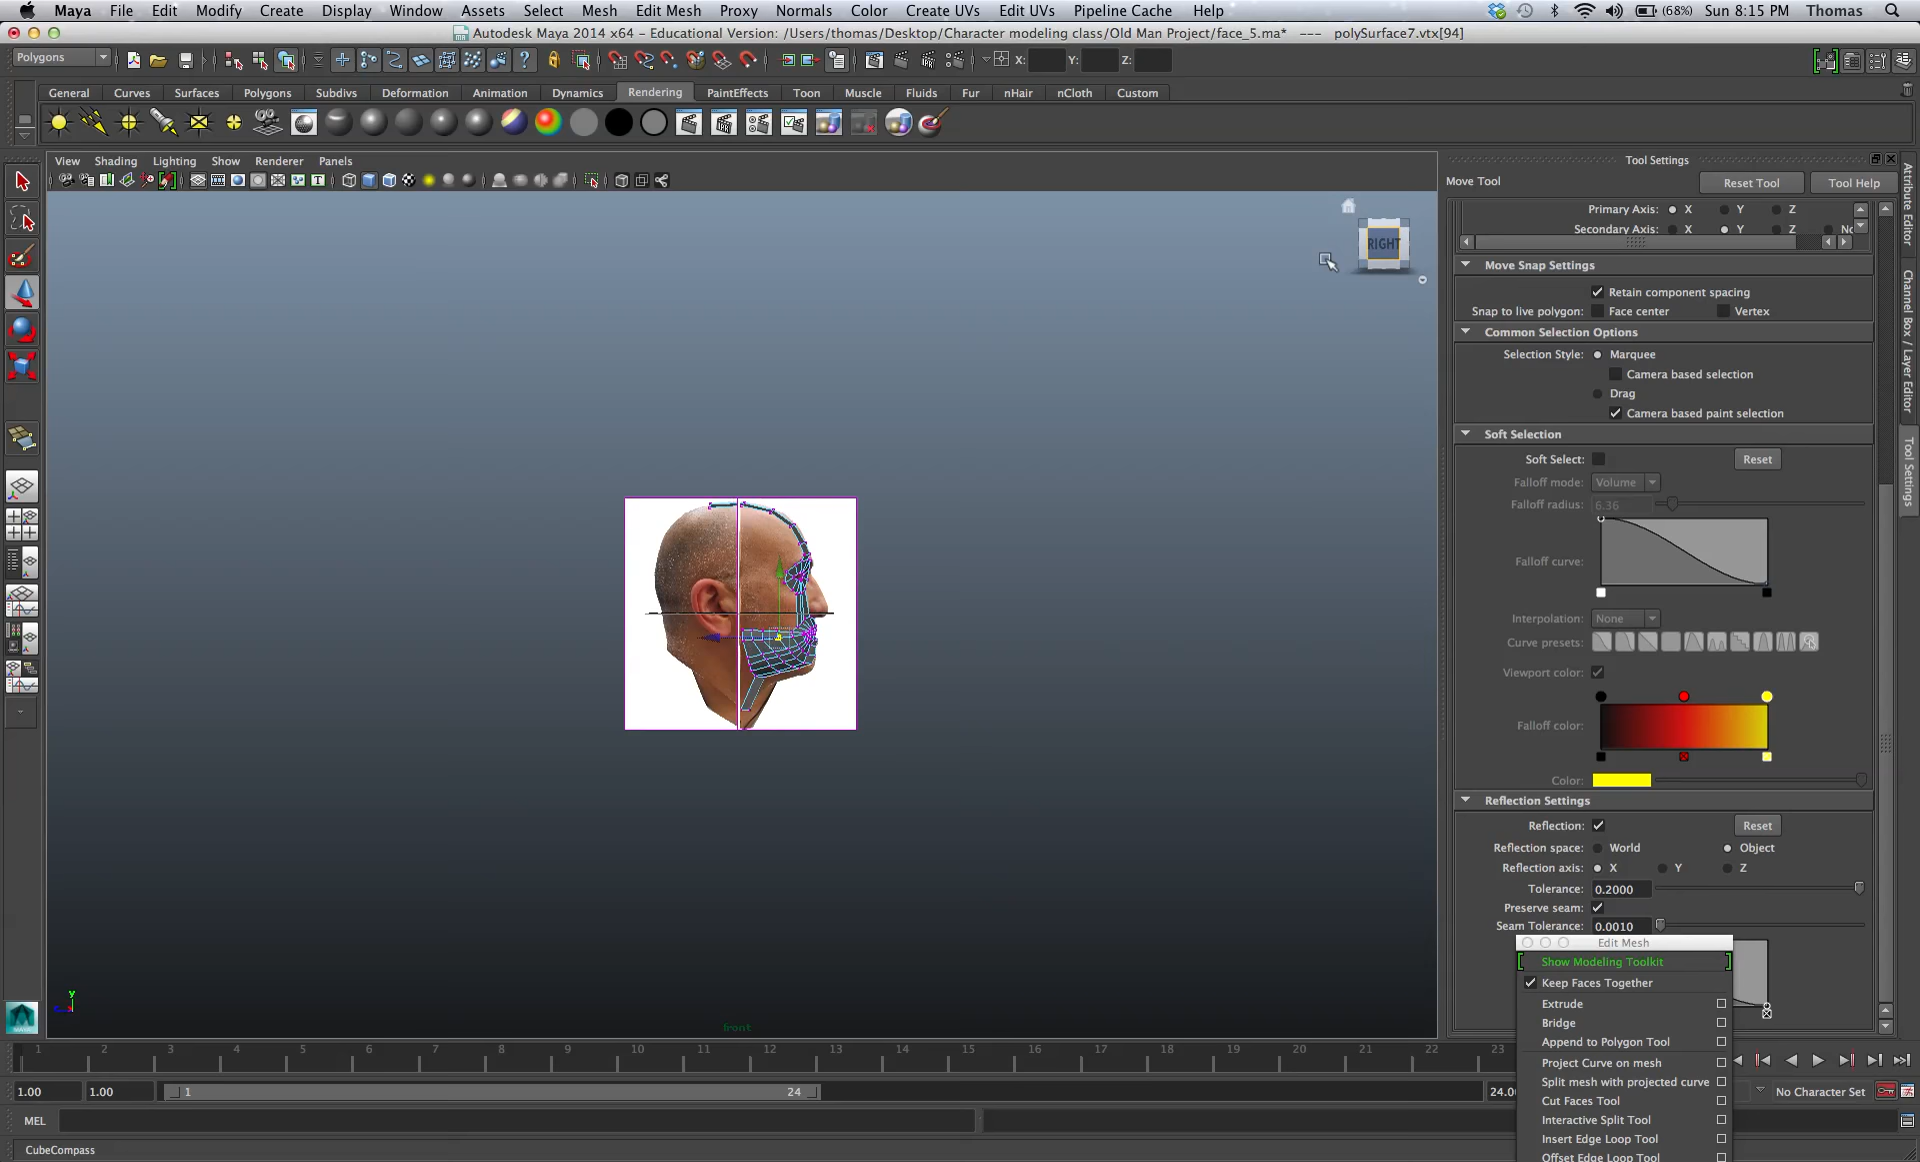 Maya File Edit Modify Create Display Window Assets Select Mesh Edit Mesh Proxy Normals Color Create UVs Edit UVs Pipeline Cache Help (68%) Sun 8:15 PM Thomas
Autodesk Maya 2014 x64 - Educational Version: /Users/thomas/Desktop/Character modeling class/Old Man Project/face_5.ma* --- polySurface7.vtx[94]
Polygons X: Y: Z:
General Curves Surfaces Polygons Subdivs Deformation Animation Dynamics Rendering PaintEffects Toon Muscle Fluids Fur nHair nCloth Custom
View Shading Lighting Show Renderer Panels
RIGHT
y
front
Tool Settings
Move Tool Reset Tool Tool Help
Primary Axis: X Y Z
Secondary Axis: X Y Z No
Move Snap Settings
Retain component spacing
Snap to live polygon: Face center Vertex
Common Selection Options
Selection Style: Marquee
Camera based selection
Drag
Camera based paint selection
Soft Selection
Soft Select: Reset
Falloff mode: Volume
Falloff radius: 6.36
Falloff curve:
Interpolation: None
Curve presets:
Viewport color:
Falloff color:
Color:
Reflection Settings
Reflection: Reset
Reflection space: World Object
Reflection axis: X Y Z
Tolerance: 0.2000
Preserve seam:
Seam Tolerance: 0.0010
Edit Mesh
Show Modeling Toolkit
Keep Faces Together
Extrude
Bridge
Append to Polygon Tool
Project Curve on mesh
Split mesh with projected curve
Cut Faces Tool
Interactive Split Tool
Insert Edge Loop Tool
Offset Edge Loop Tool
Attribute Editor
Channel Box / Layer Editor
Tool Settings
1 2 3 4 5 6 7 8 9 10 11 12 13 14 15 16 17 18 19 20 21 22 23
1.00 1.00 1 24 24.00 No Character Set
MEL
CubeCompass